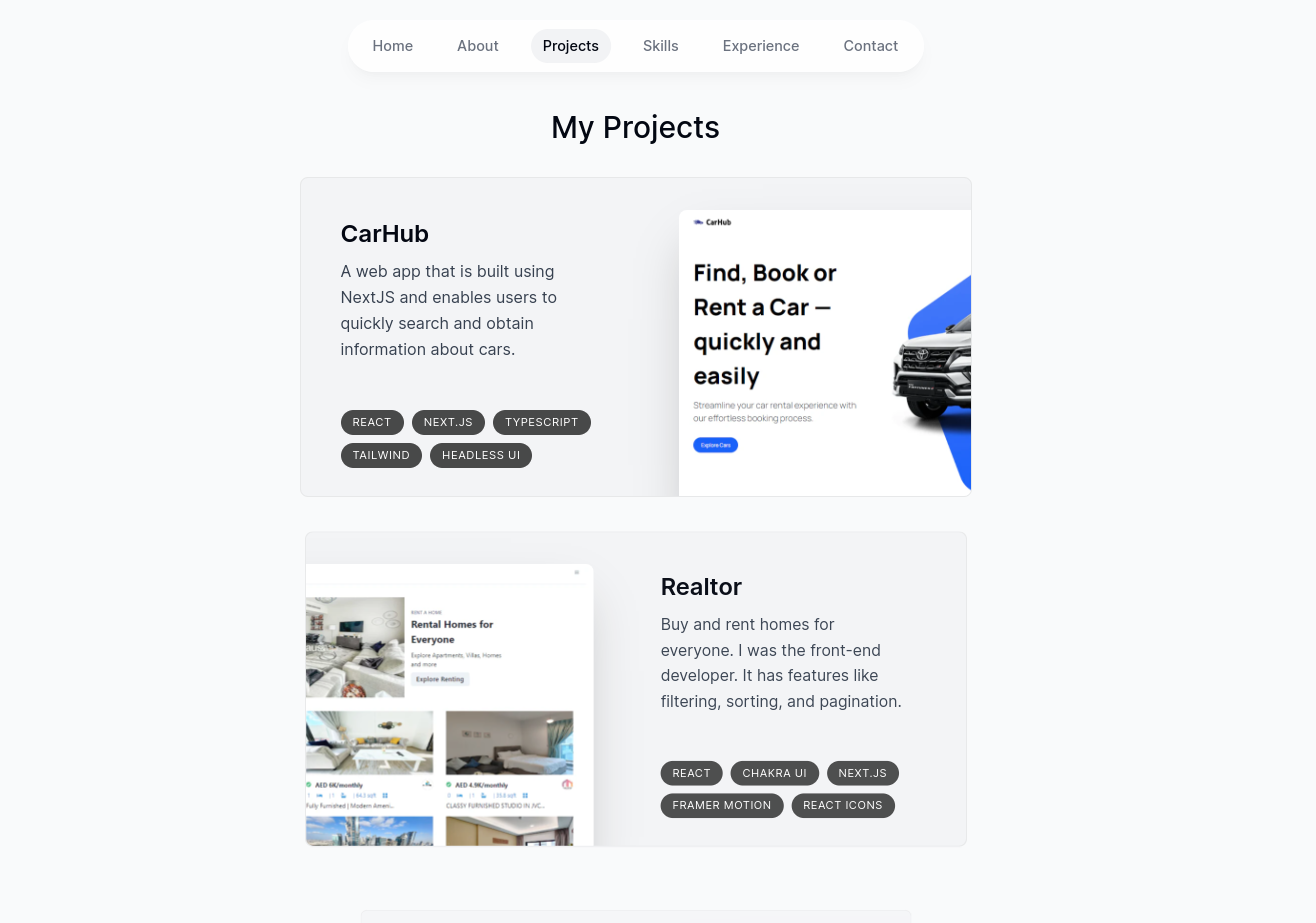 Home About Projects Skills Experience Contact
My Projects
CarHub
A web app that is built using
NextJS and enables users to
quickly search and obtain
information about cars.
REACT NEXT.JS TYPESCRIPT
TAILWIND HEADLESS UI
CarHub
Find, Book or
Rent a Car —
quickly and
easily
Streamline your car rental experience with
our effortless booking process.
Explore Cars
RENT A HOME
Rental Homes for
Everyone
Explore Apartments, Villas, Homes
and more
Explore Renting
AED 6K/monthly
Fully Furnished | Modern Ameni...
AED 4.9K/monthly
CLASSY FURNISHED STUDIO IN JVC...
Realtor
Buy and rent homes for
everyone. I was the front-end
developer. It has features like
filtering, sorting, and pagination.
REACT CHAKRA UI NEXT.JS
FRAMER MOTION REACT ICONS